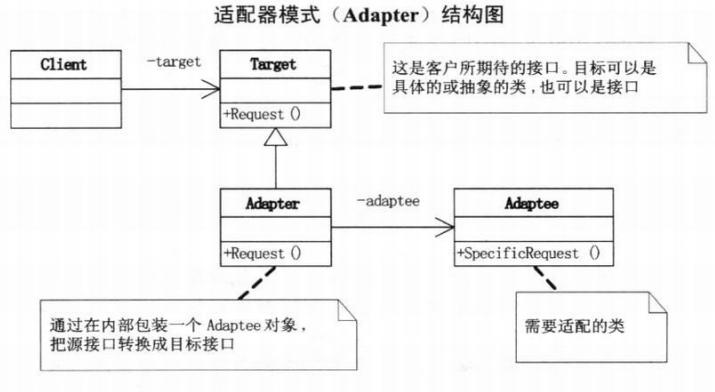 适配器模式（Adapter）结构图
Client
-target
Target
+Request()
这是客户所期待的接口。目标可以是
具体的或抽象的类,也可以是接口
Adapter
+Request()
-adaptee
Adaptee
+SpecificRequest()
通过在内部包装一个 Adaptee 对象,
把源接口转换成目标接口
需要适配的类